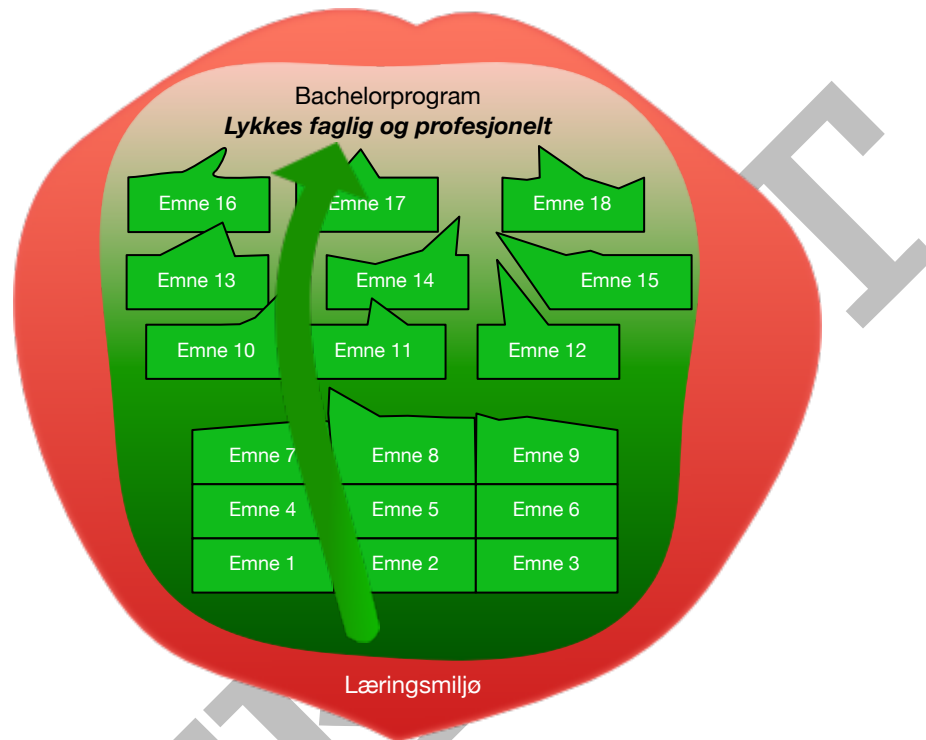 Bachelorprogram
Lykkes faglig og profesjonelt
Emne 16
Emne 17
Emne 18
Emne 13
Emne 14
Emne 15
Emne 10
Emne 11
Emne 12
Emne 7
Emne 8
Emne 9
Emne 4
Emne 5
Emne 6
Emne 1
Emne 2
Emne 3
Læringsmiljø